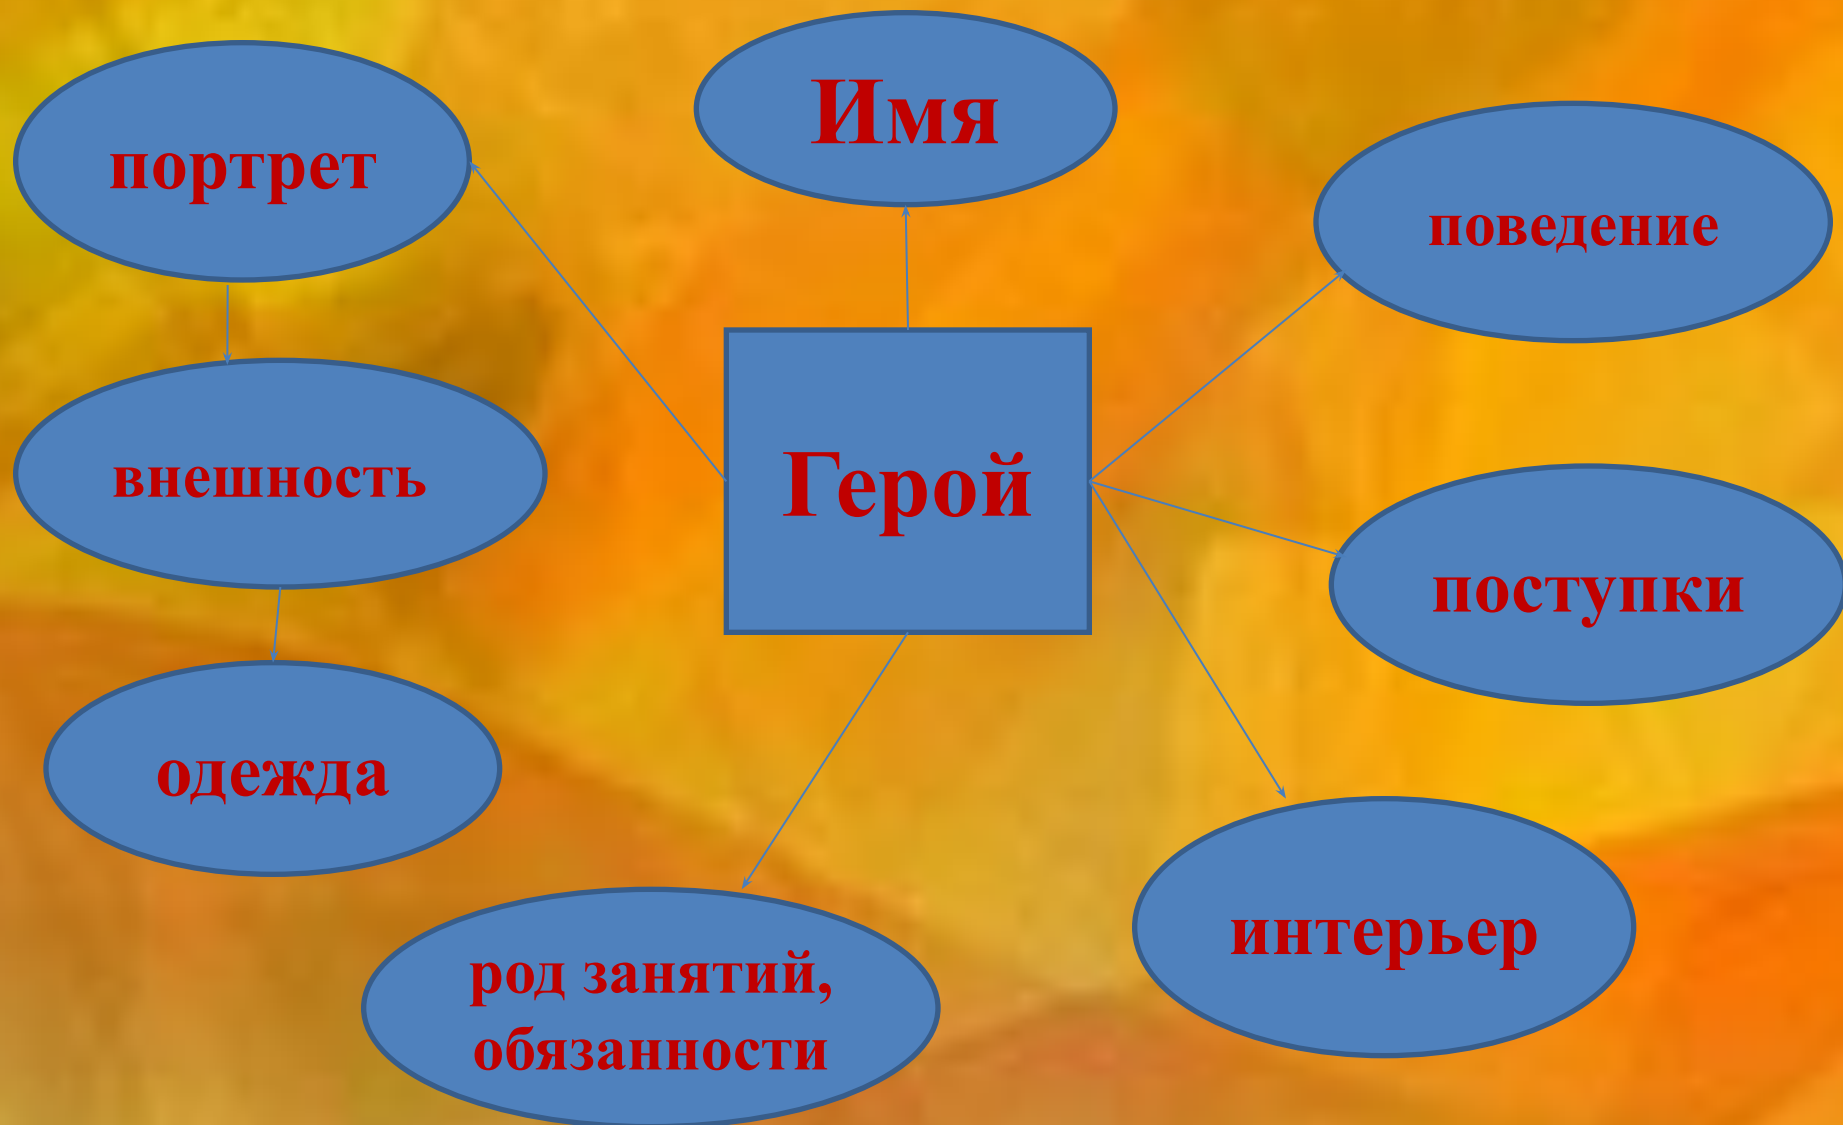 Имя
портрет
поведение
внешность
Герой
поступки
одежда
интерьер
род занятий,
обязанности